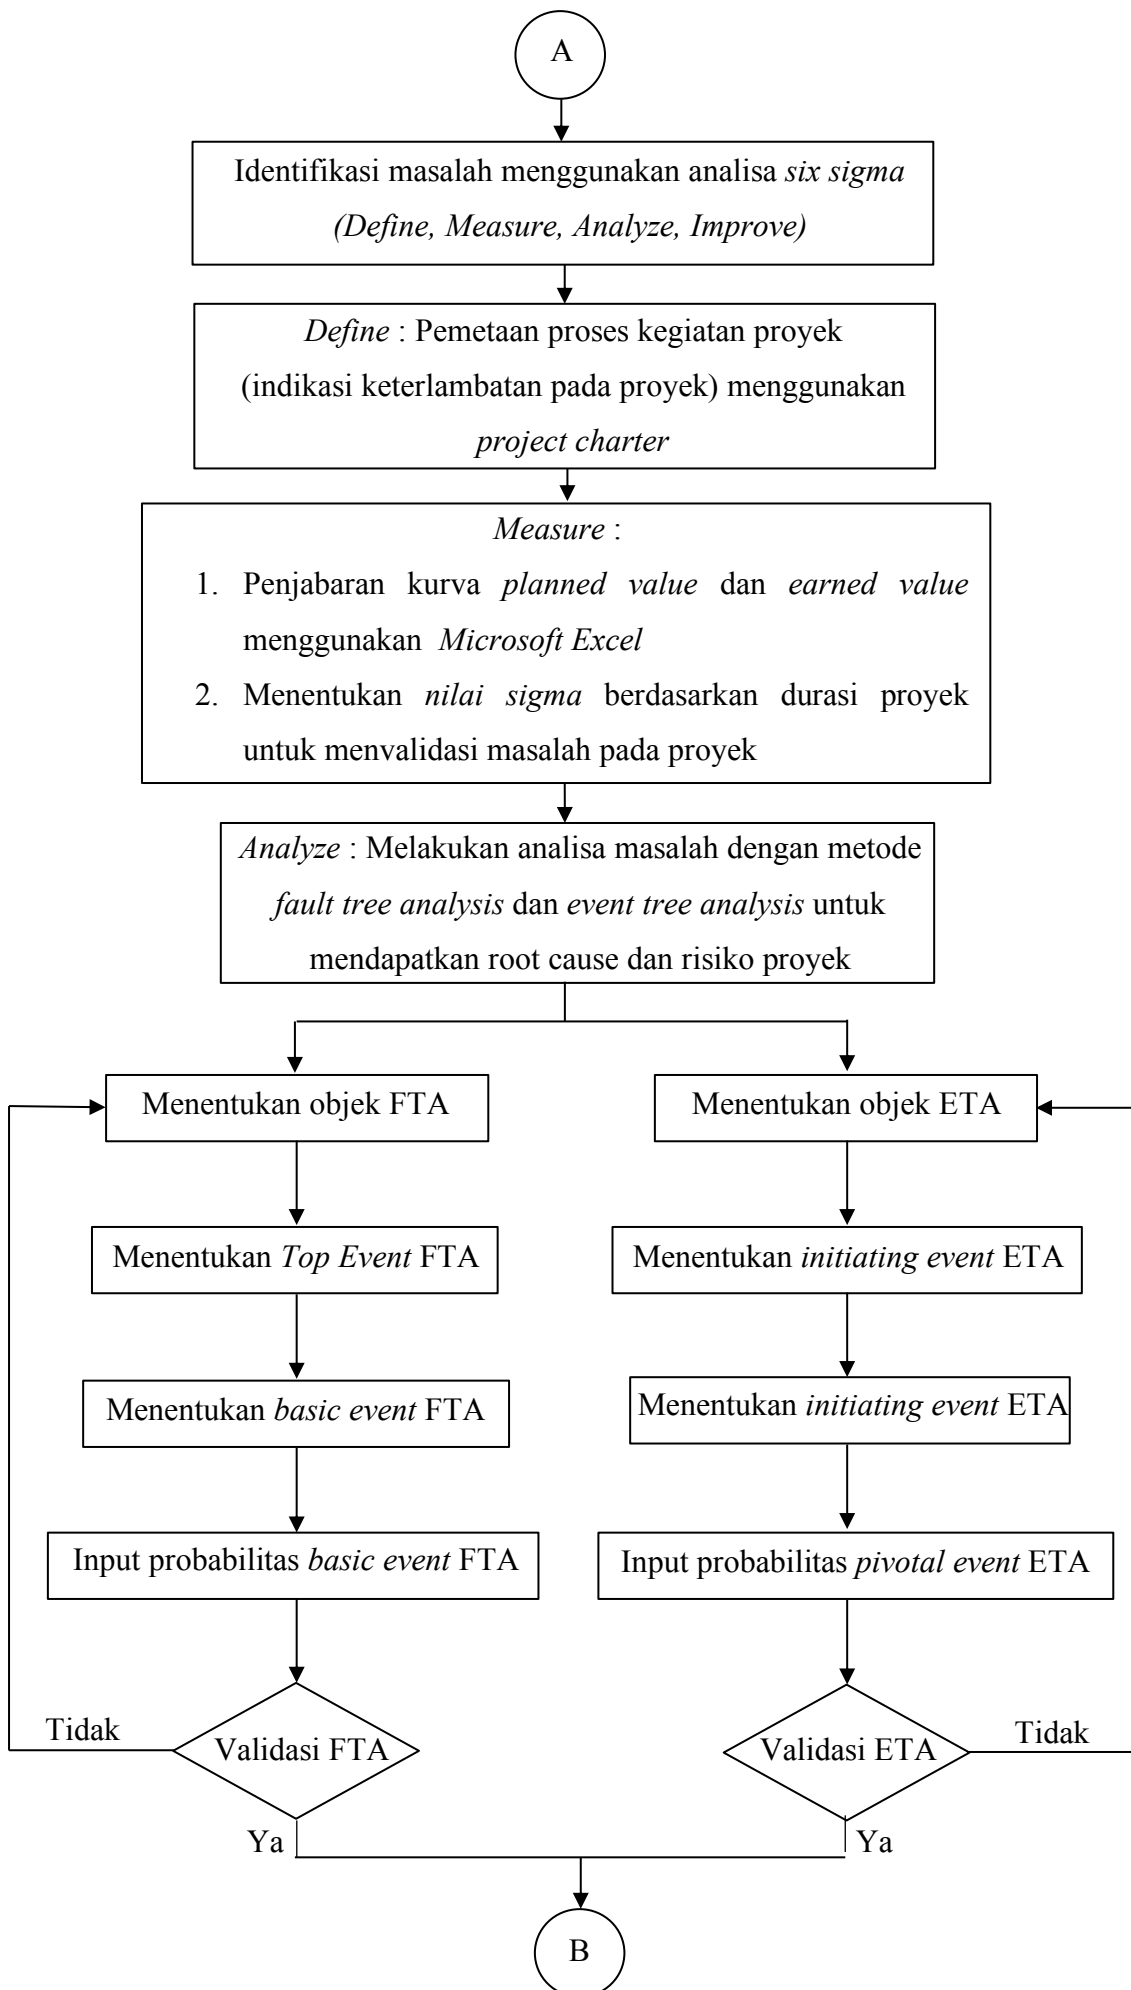 A
Identifikasi masalah menggunakan analisa six sigma
(Define, Measure, Analyze, Improve)
Define : Pemetaan proses kegiatan proyek
(indikasi keterlambatan pada proyek) menggunakan
project charter
Measure :
1. Penjabaran kurva planned value dan earned value
menggunakan Microsoft Excel
2. Menentukan nilai sigma berdasarkan durasi proyek
untuk menvalidasi masalah pada proyek
Analyze : Melakukan analisa masalah dengan metode
fault tree analysis dan event tree analysis untuk
mendapatkan root cause dan risiko proyek
Menentukan objek FTA
Menentukan Top Event FTA
Menentukan basic event FTA
Input probabilitas basic event FTA
Tidak
Validasi FTA
Ya
Menentukan objek ETA
Menentukan initiating event ETA
Menentukan initiating event ETA
Input probabilitas pivotal event ETA
Validasi ETA
Tidak
Ya
B